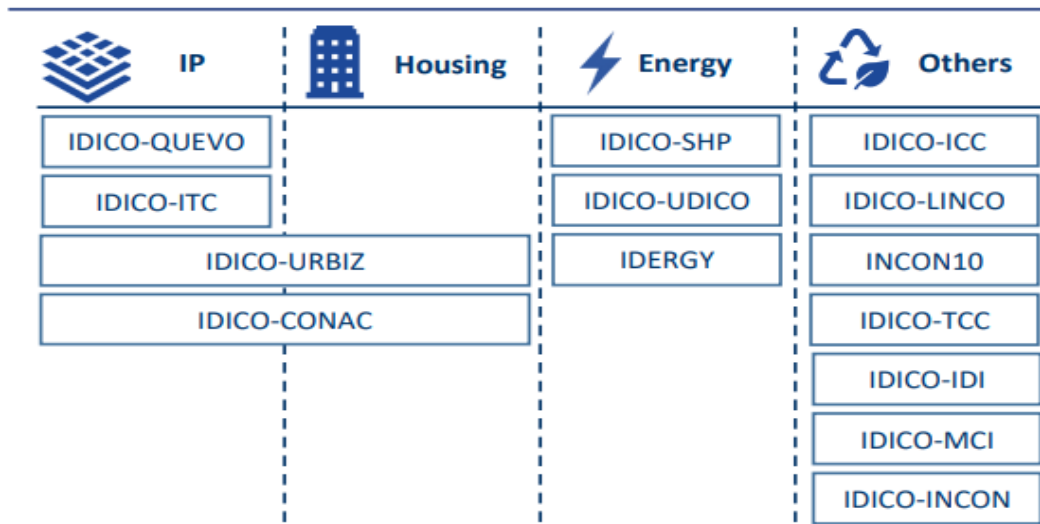 IP
Housing
Energy
Others
IDICO-QUEVO
IDICO-SHP
IDICO-ICC
IDICO-ITC
IDICO-UDICO
IDICO-LINCO
IDICO-URBIZ
IDERGY
INCON10
IDICO-CONAC
IDICO-TCC
IDICO-IDI
IDICO-MCI
IDICO-INCON